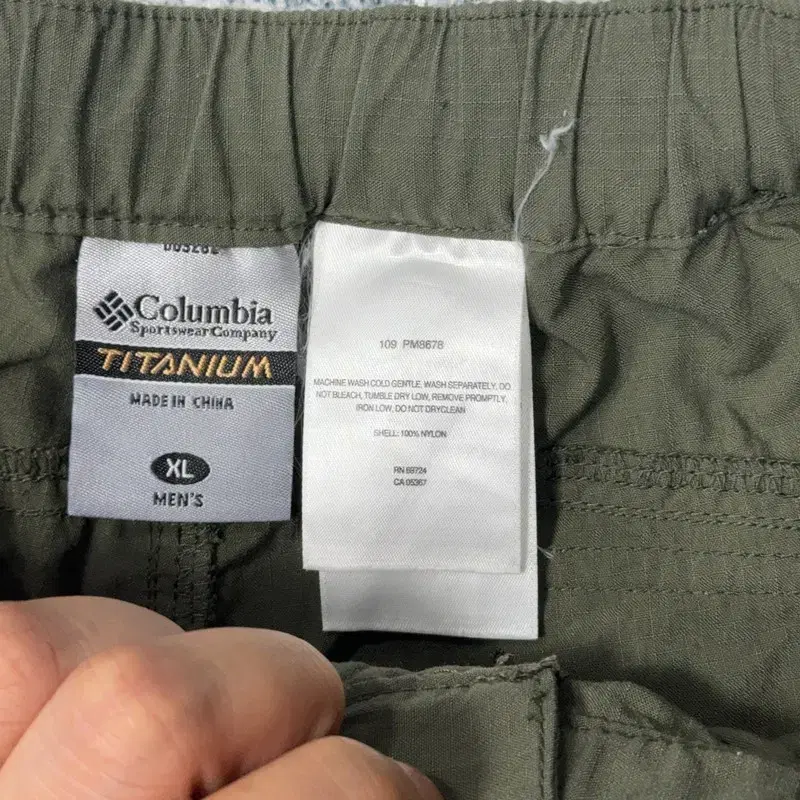 Columbia
Sportswear Company
TITANIUM
MADE IN CHINA
XL
MEN'S
109 PM8678
MACHINE WASH COLD GENTLE, WASH SEPARATELY, DO
NOT BLEACH, TUMBLE DRY LOW, REMOVE PROMPTLY,
IRON LOW, DO NOT DRYCLEAN
SHELL: 100% NYLON
RN 69724
CA 05367